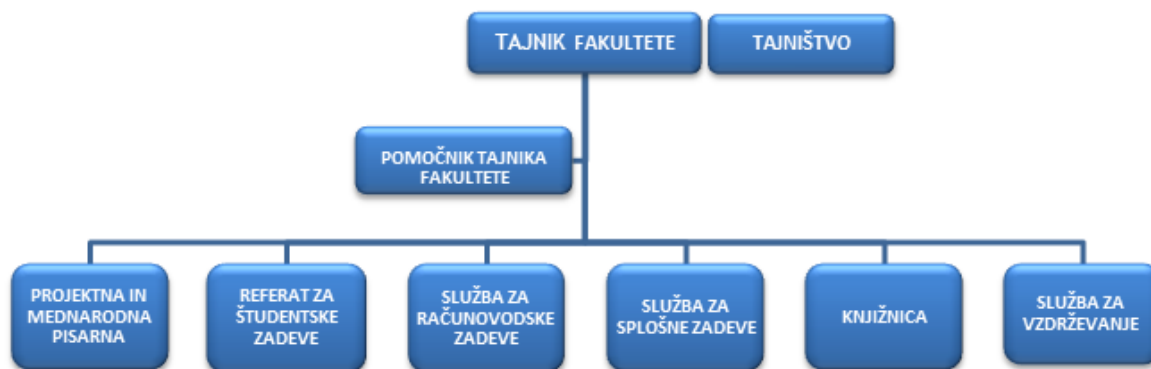 TAJNIK FAKULTETE
TAJNIŠTVO
POMOČNIK TAJNIKA
FAKULTETE
PROJEKTNA IN
MEDNARODNA
PISARNA
REFERAT ZA
ŠTUDENTSKE
ZADEVE
SLUŽBA ZA
RAČUNOVODSKE
ZADEVE
SLUŽBA ZA
SPLOŠNE ZADEVE
KNJIŽNICA
SLUŽBA ZA
VZDRŽEVANJE